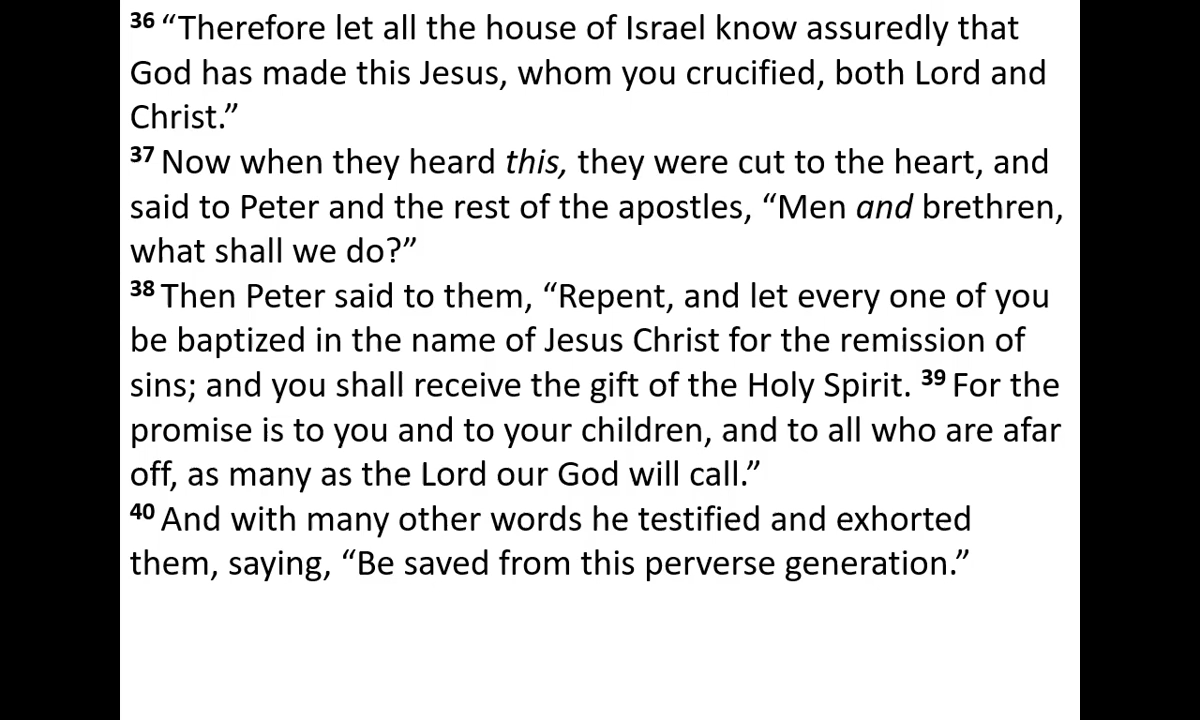 36 “Therefore let all the house of Israel know assuredly that
God has made this Jesus, whom you crucified, both Lord and
Christ.”
37 Now when they heard this, they were cut to the heart, and
said to Peter and the rest of the apostles, “Men and brethren,
what shall we do?”
38 Then Peter said to them, “Repent, and let every one of you
be baptized in the name of Jesus Christ for the remission of
sins; and you shall receive the gift of the Holy Spirit. 39 For the
promise is to you and to your children, and to all who are afar
off, as many as the Lord our God will call.”
40 And with many other words he testified and exhorted
them, saying, “Be saved from this perverse generation.”